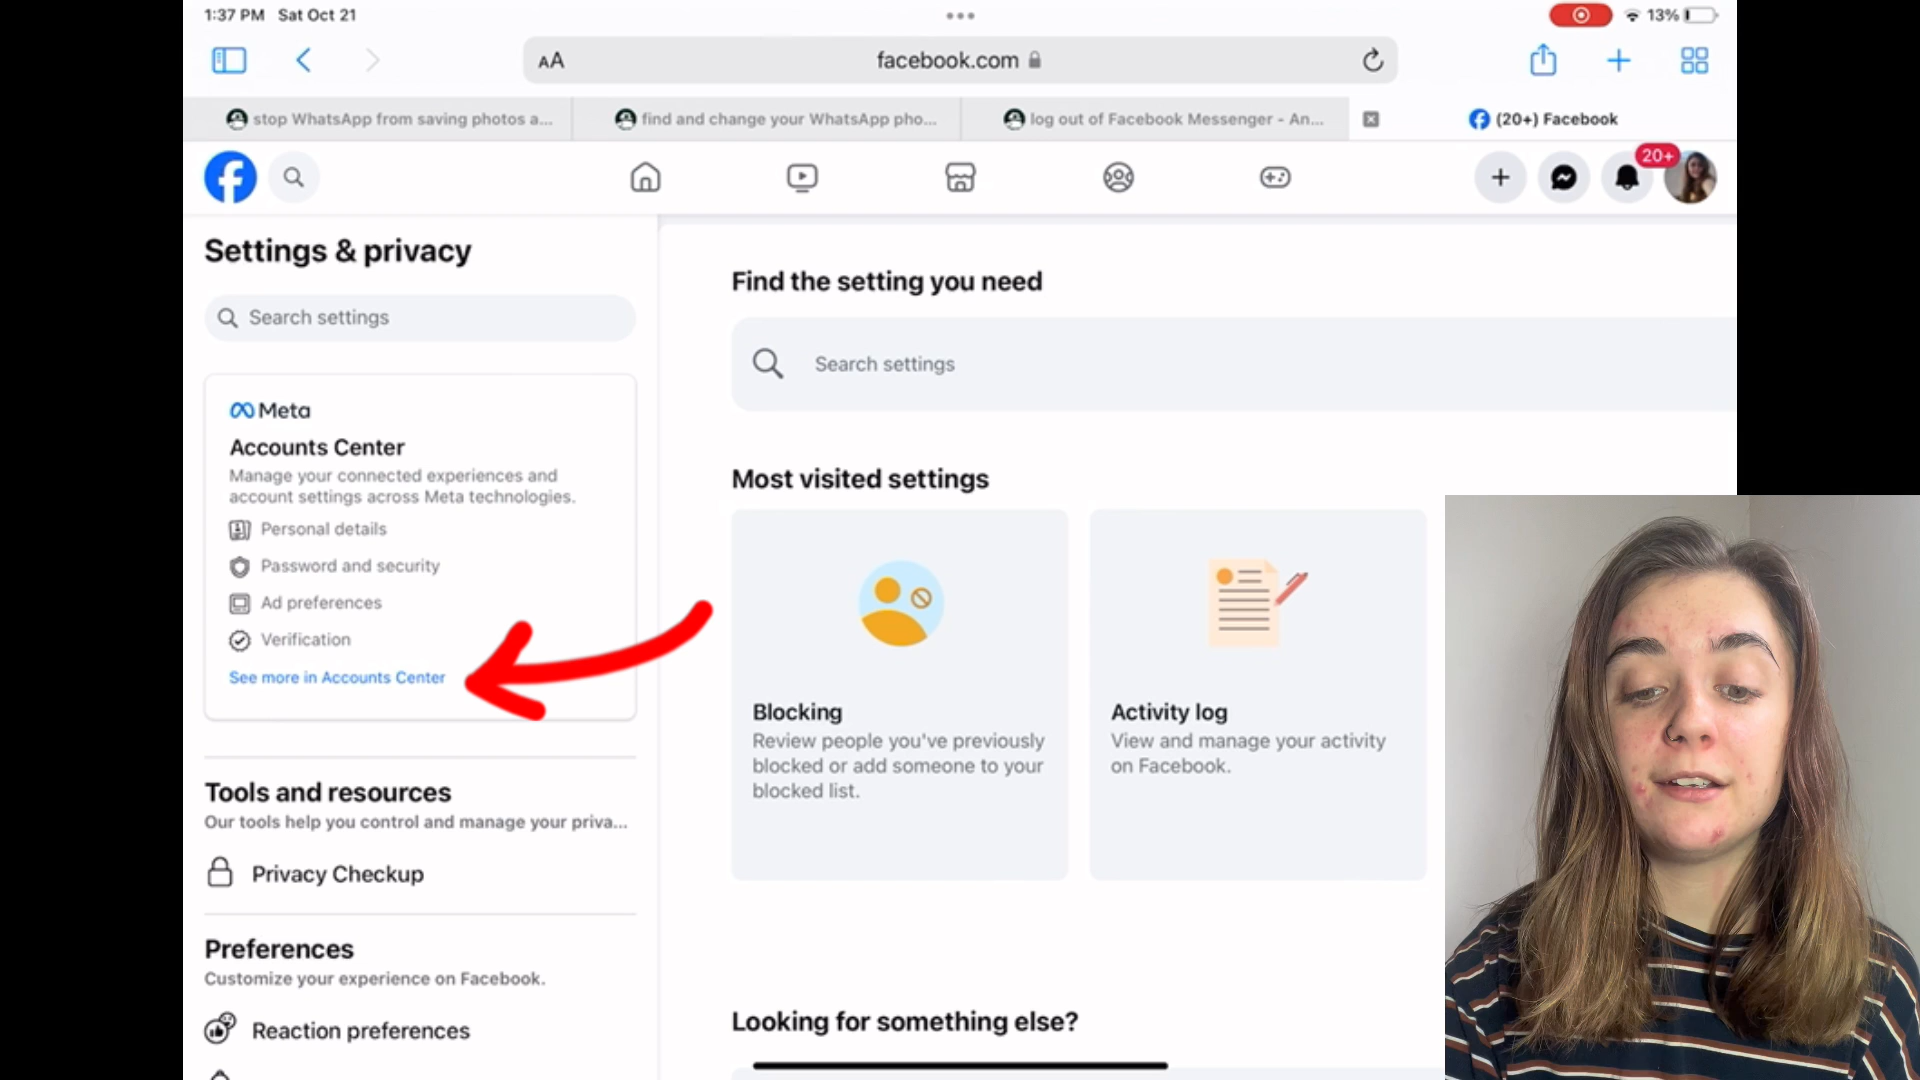 1:37 PM Sat Oct 21
13%
AA
facebook.com
stop WhatsApp from saving photos a...
find and change your WhatsApp pho...
log out of Facebook Messenger - An...
(20+) Facebook
20+
Settings & privacy
Search settings
Meta
Accounts Center
Manage your connected experiences and
account settings across Meta technologies.
Personal details
Password and security
Ad preferences
Verification
See more in Accounts Center
Tools and resources
Our tools help you control and manage your priva...
Privacy Checkup
Preferences
Customize your experience on Facebook.
Reaction preferences
Find the setting you need
Search settings
Most visited settings
Blocking
Review people you've previously
blocked or add someone to your
blocked list.
Activity log
View and manage your activity
on Facebook.
Looking for something else?